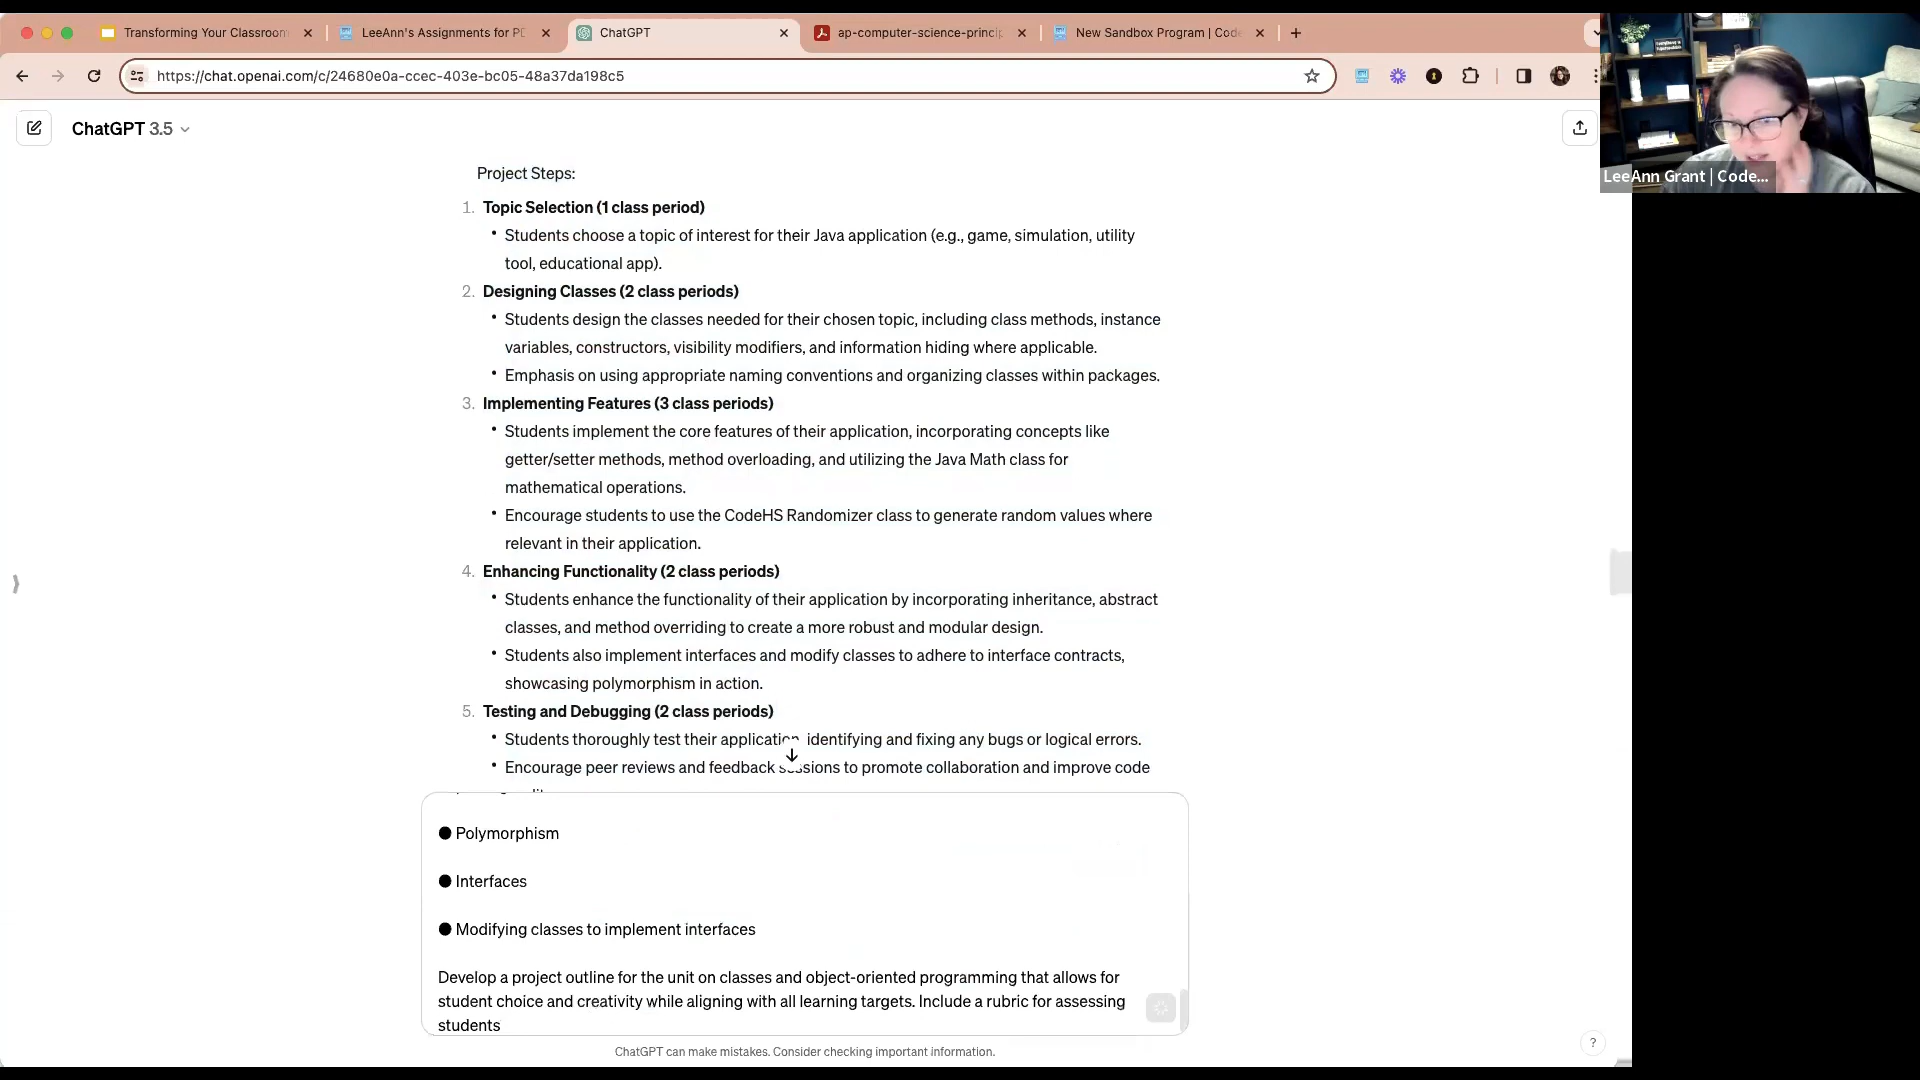 Transforming Your Classroom
LeeAnn's Assignments for PD
ChatGPT
ap-computer-science-princip
New Sandbox Program | Code
https://chat.openai.com/c/24680e0a-ccec-403e-bc05-48a37da198c5
ChatGPT 3.5
LeeAnn Grant | Code...
Project Steps:
1. Topic Selection (1 class period)
• Students choose a topic of interest for their Java application (e.g., game, simulation, utility
tool, educational app).
2. Designing Classes (2 class periods)
• Students design the classes needed for their chosen topic, including class methods, instance
variables, constructors, visibility modifiers, and information hiding where applicable.
• Emphasis on using appropriate naming conventions and organizing classes within packages.
3. Implementing Features (3 class periods)
• Students implement the core features of their application, incorporating concepts like
getter/setter methods, method overloading, and utilizing the Java Math class for
mathematical operations.
• Encourage students to use the CodeHS Randomizer class to generate random values where
relevant in their application.
4. Enhancing Functionality (2 class periods)
• Students enhance the functionality of their application by incorporating inheritance, abstract
classes, and method overriding to create a more robust and modular design.
• Students also implement interfaces and modify classes to adhere to interface contracts,
showcasing polymorphism in action.
5. Testing and Debugging (2 class periods)
• Students thoroughly test their application, identifying and fixing any bugs or logical errors.
• Encourage peer reviews and feedback sessions to promote collaboration and improve code
● Polymorphism
● Interfaces
● Modifying classes to implement interfaces
Develop a project outline for the unit on classes and object-oriented programming that allows for
student choice and creativity while aligning with all learning targets. Include a rubric for assessing
students
ChatGPT can make mistakes. Consider checking important information.
?